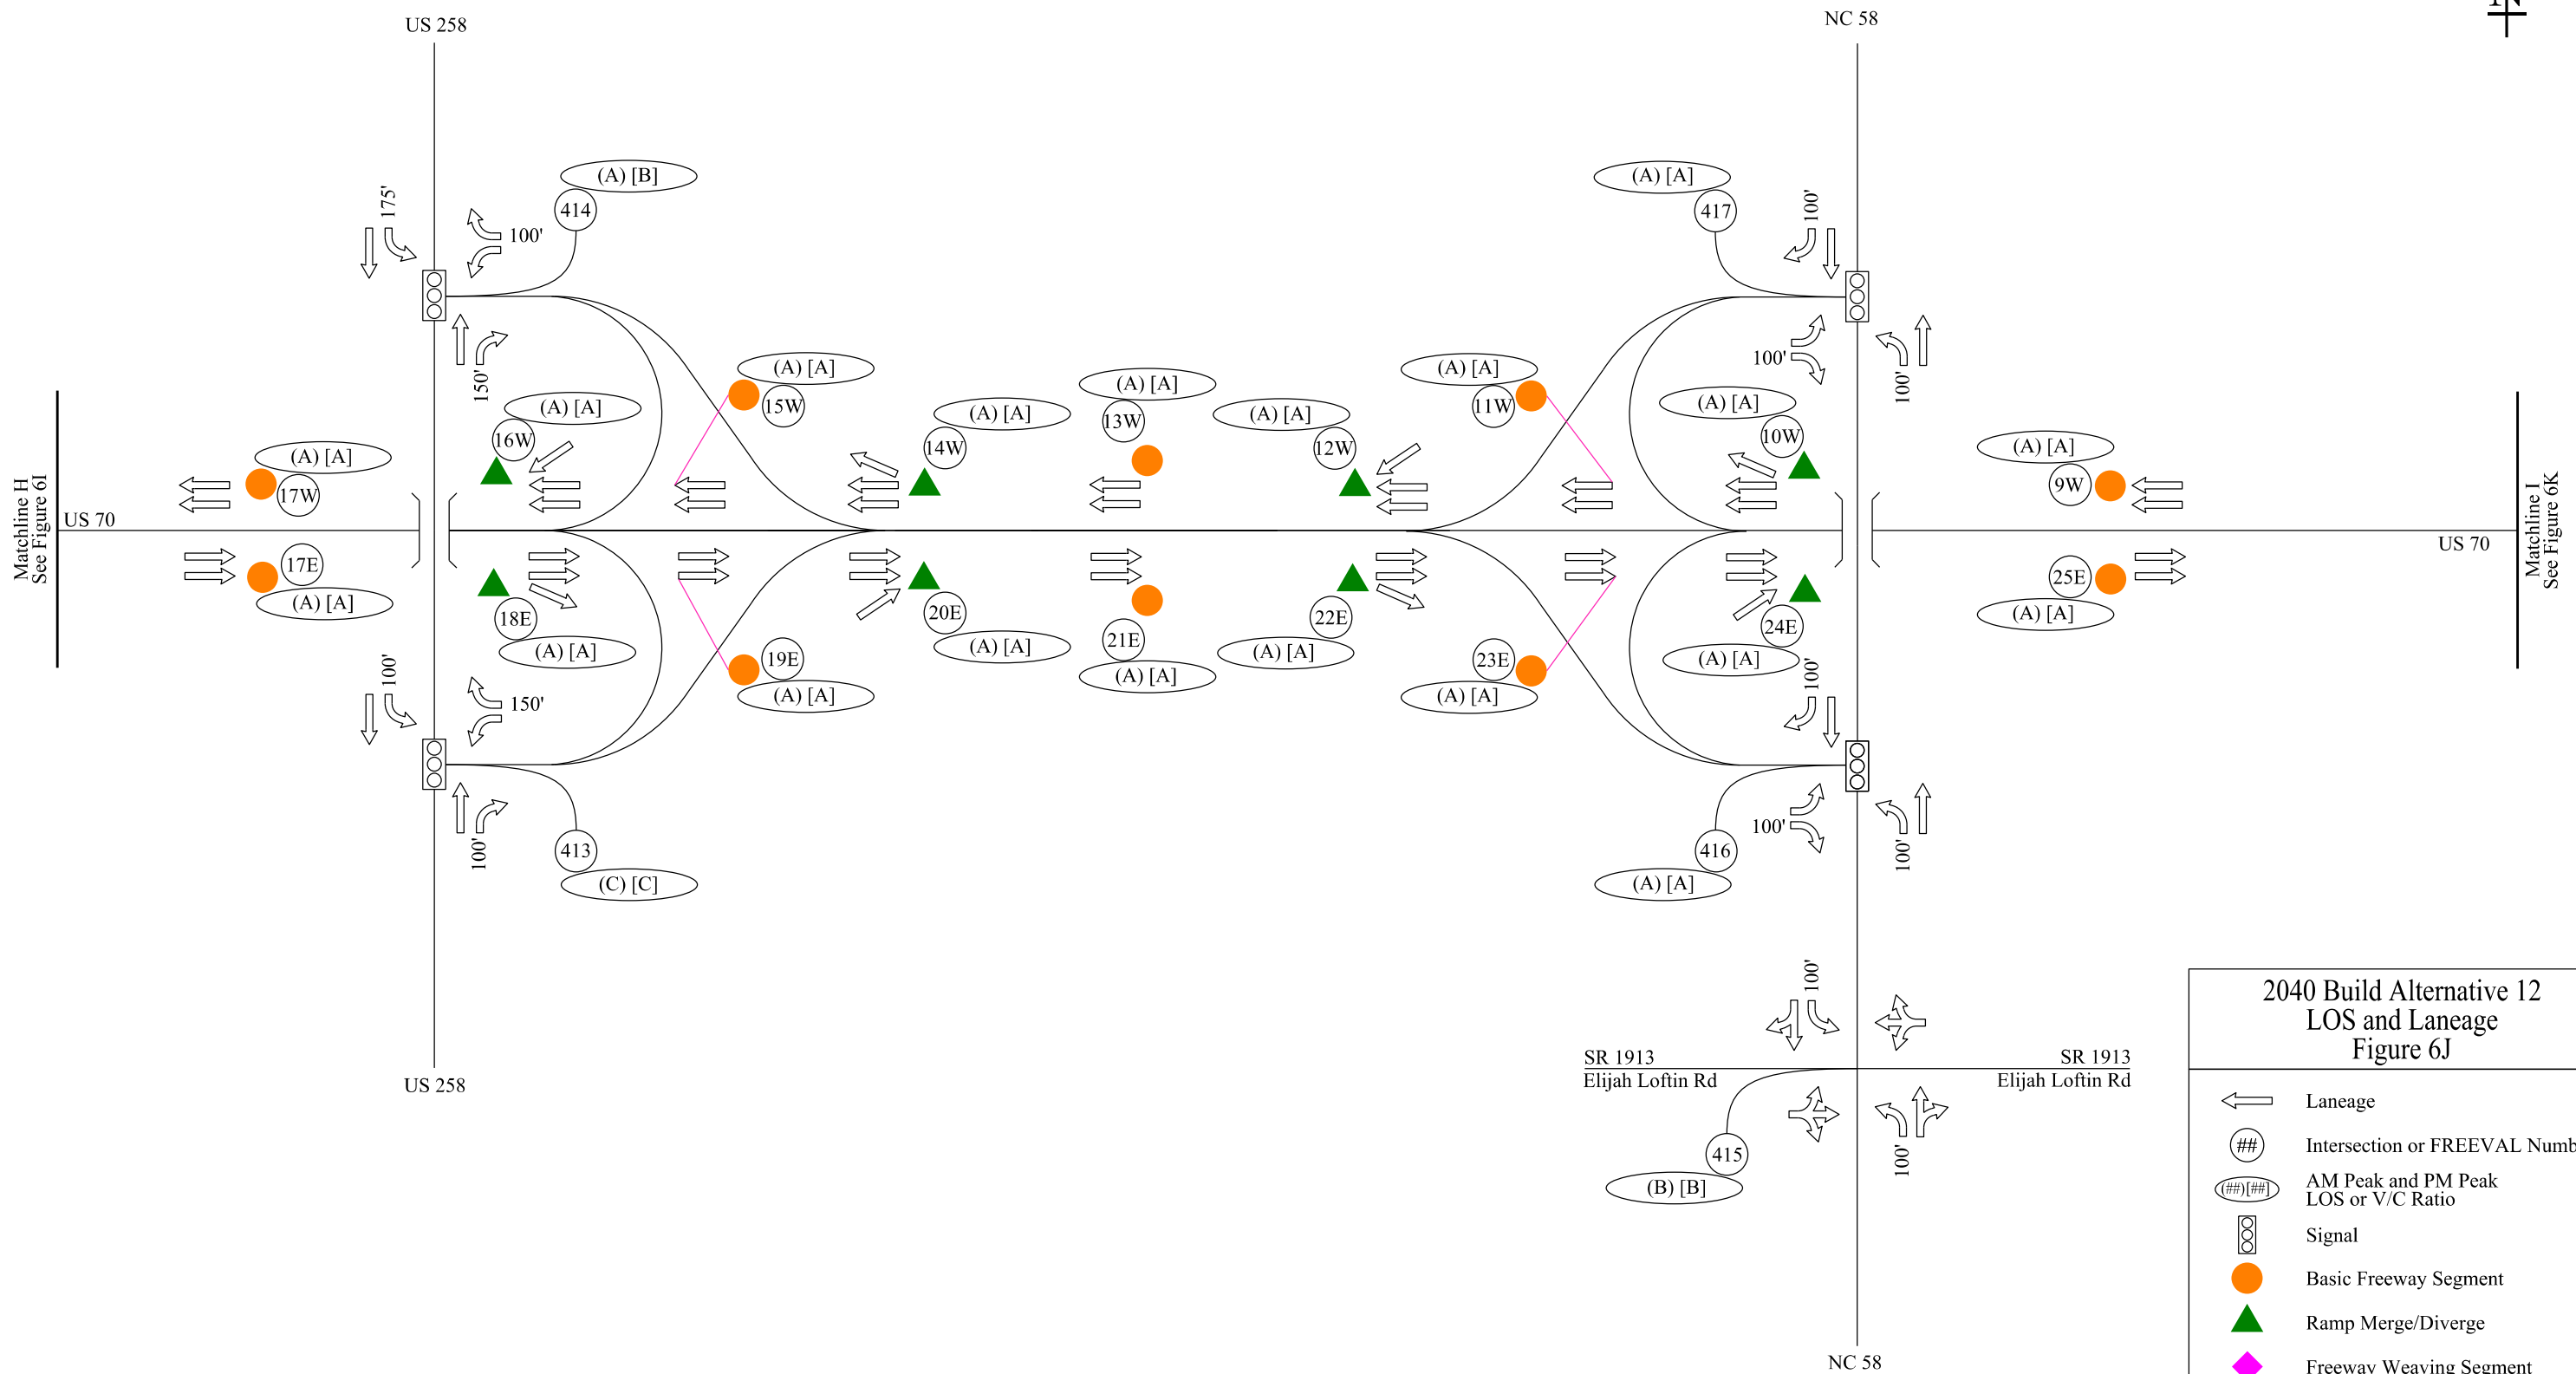 US 258
NC 58
N
(A) [B]
414
(A) [A]
417
175'
100'
100'
150'
100'
100'
(A) [A]
15W
(A) [A]
13W
(A) [A]
11W
(A) [A]
16W
(A) [A]
14W
(A) [A]
12W
(A) [A]
10W
(A) [A]
17W
(A) [A]
9W
Matchline H
See Figure 6I
US 70
US 70
Matchline I
See Figure 6K
17E
(A) [A]
18E
(A) [A]
19E
(A) [A]
20E
(A) [A]
21E
(A) [A]
22E
(A) [A]
23E
(A) [A]
24E
(A) [A]
25E
(A) [A]
100'
150'
100'
100'
100'
100'
413
(C) [C]
416
(A) [A]
100'
SR 1913
Elijah Loftin Rd
SR 1913
Elijah Loftin Rd
100'
415
(B) [B]
US 258
NC 58
2040 Build Alternative 12
LOS and Laneage
Figure 6J
Laneage
##
Intersection or FREEVAL Numb
(##)[##]
AM Peak and PM Peak
LOS or V/C Ratio
Signal
Basic Freeway Segment
Ramp Merge/Diverge
Freeway Weaving Segment